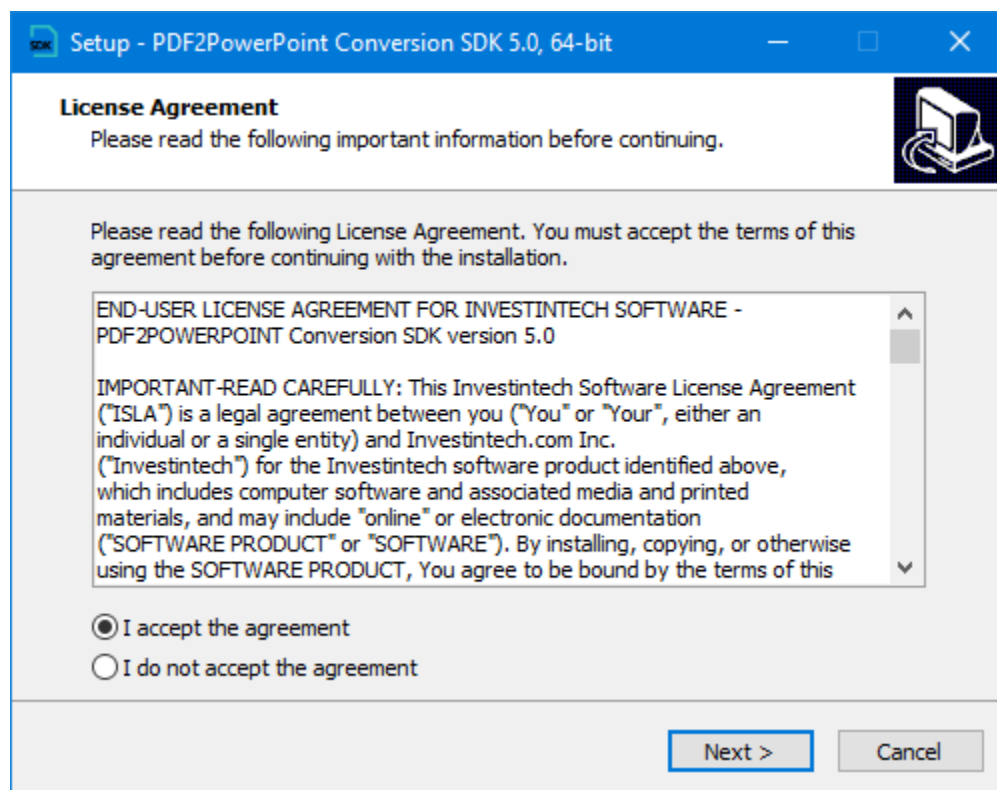 SDK Setup - PDF2PowerPoint Conversion SDK 5.0, 64-bit
License Agreement
Please read the following important information before continuing.
Please read the following License Agreement. You must accept the terms of this
agreement before continuing with the installation.
END-USER LICENSE AGREEMENT FOR INVESTINTECH SOFTWARE -
PDF2POWERPOINT Conversion SDK version 5.0
IMPORTANT-READ CAREFULLY: This Investintech Software License Agreement
("ISLA") is a legal agreement between you ("You" or "Your", either an
individual or a single entity) and Investintech.com Inc.
("Investintech") for the Investintech software product identified above,
which includes computer software and associated media and printed
materials, and may include "online" or electronic documentation
("SOFTWARE PRODUCT" or "SOFTWARE"). By installing, copying, or otherwise
using the SOFTWARE PRODUCT, You agree to be bound by the terms of this
I accept the agreement
I do not accept the agreement
Next >
Cancel